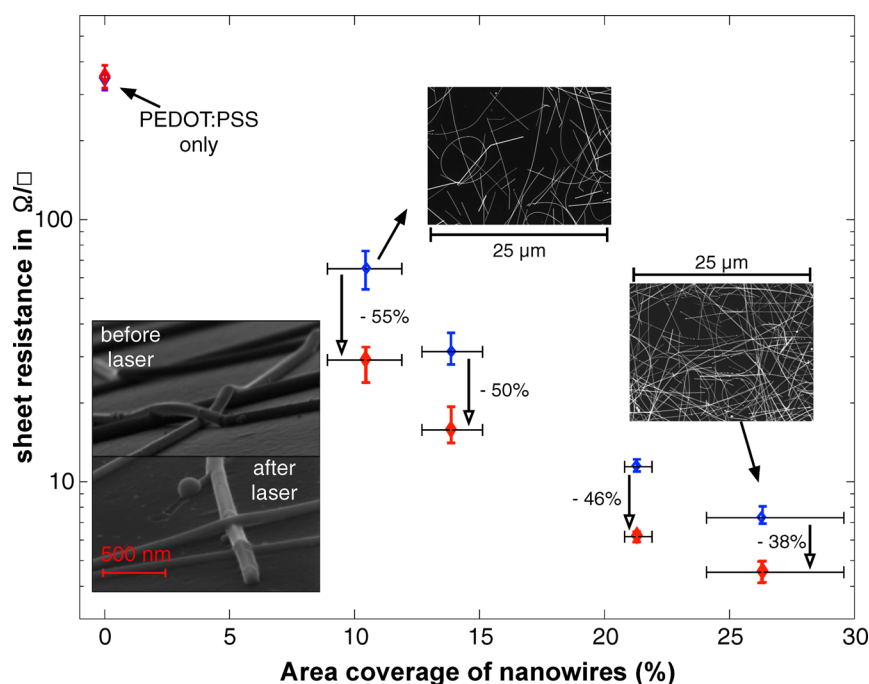 sheet resistance in Ω/□
100
10
PEDOT:PSS
only
25 µm
25 µm
- 55%
- 50%
- 46%
- 38%
before
laser
after
laser
500 nm
0
5
10
15
20
25
30
Area coverage of nanowires (%)